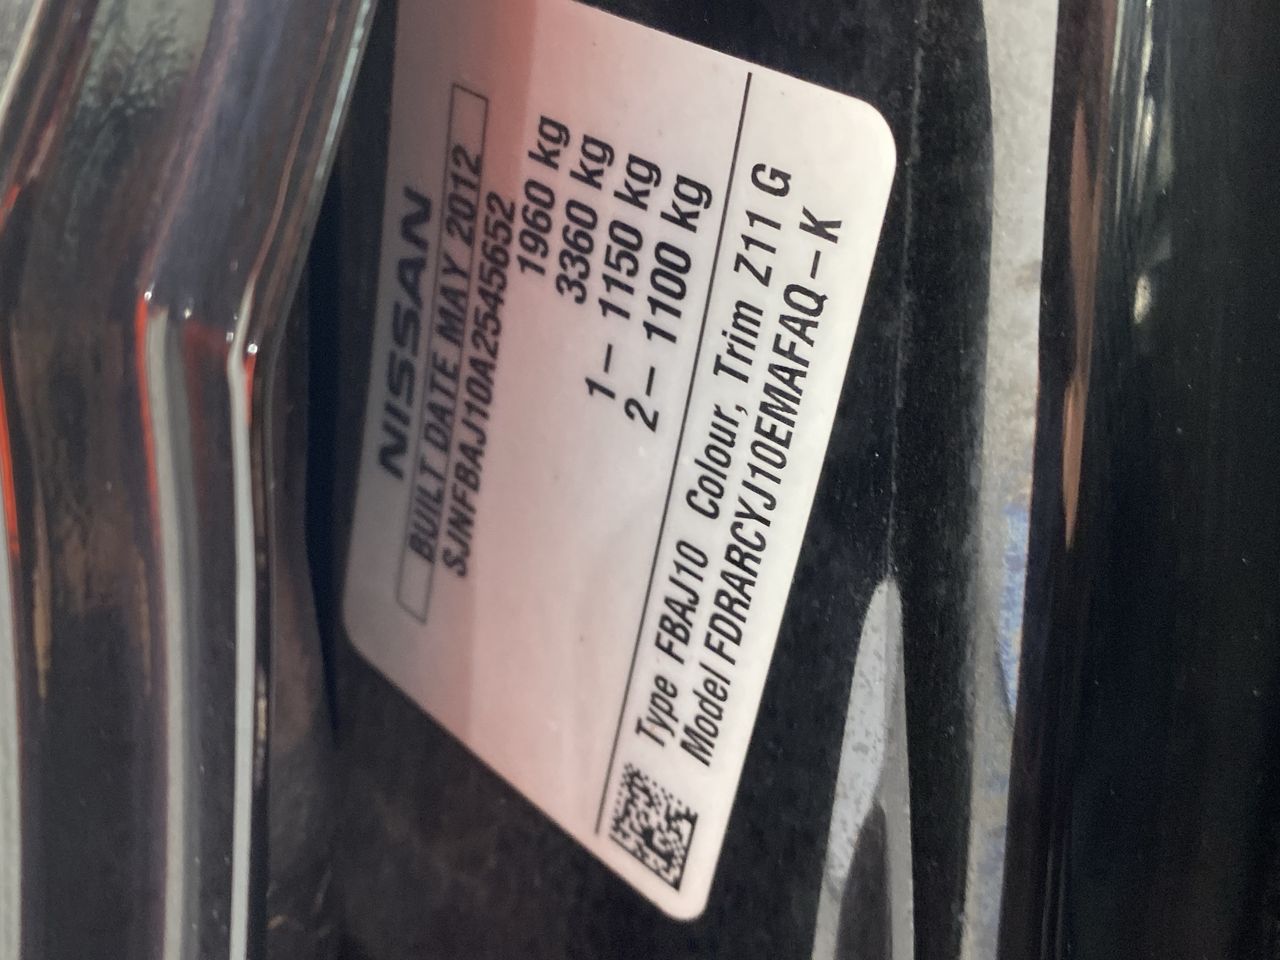 NISSAN
BUILT DATE MAY 2012
SJNFBAJ10A2545652
1960 kg
3360 kg
1– 1150 kg
2– 1100 kg
Type FBAJ10 Colour, Trim Z11 G
Model FDRARCYJ10EMAFAQ–K